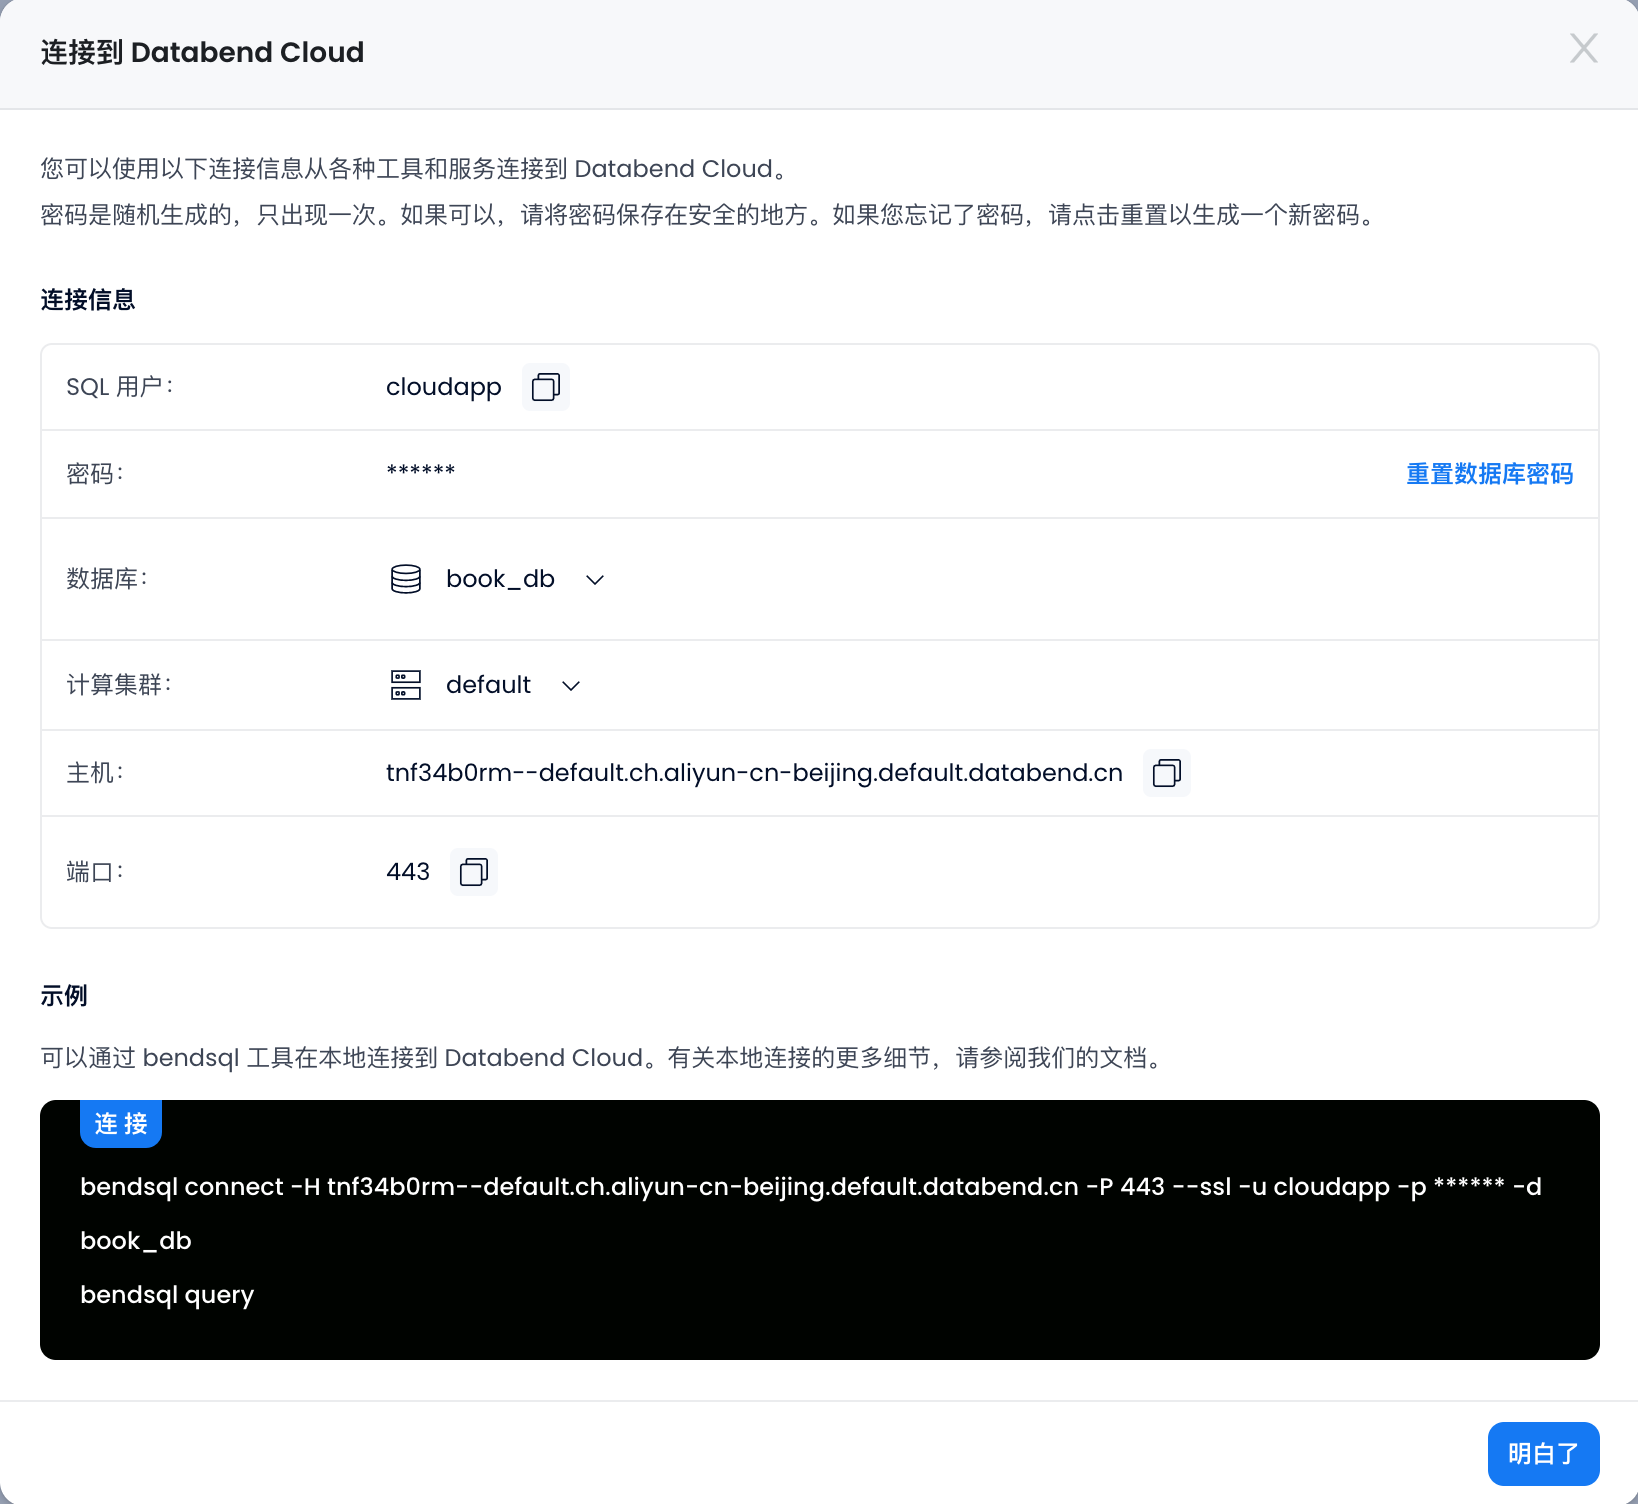 连接到 Databend Cloud
您可以使用以下连接信息从各种工具和服务连接到 Databend Cloud。
密码是随机生成的，只出现一次。如果可以，请将密码保存在安全的地方。如果您忘记了密码，请点击重置以生成一个新密码。
连接信息
SQL 用户： cloudapp
密码： ****** 重置数据库密码
数据库： book_db
计算集群： default
主机： tnf34b0rm--default.ch.aliyun-cn-beijing.default.databend.cn
端口： 443
示例
可以通过 bendsql 工具在本地连接到 Databend Cloud。有关本地连接的更多细节，请参阅我们的文档。
连 接
bendsql connect -H tnf34b0rm--default.ch.aliyun-cn-beijing.default.databend.cn -P 443 --ssl -u cloudapp -p ****** -d
book_db
bendsql query
明白了